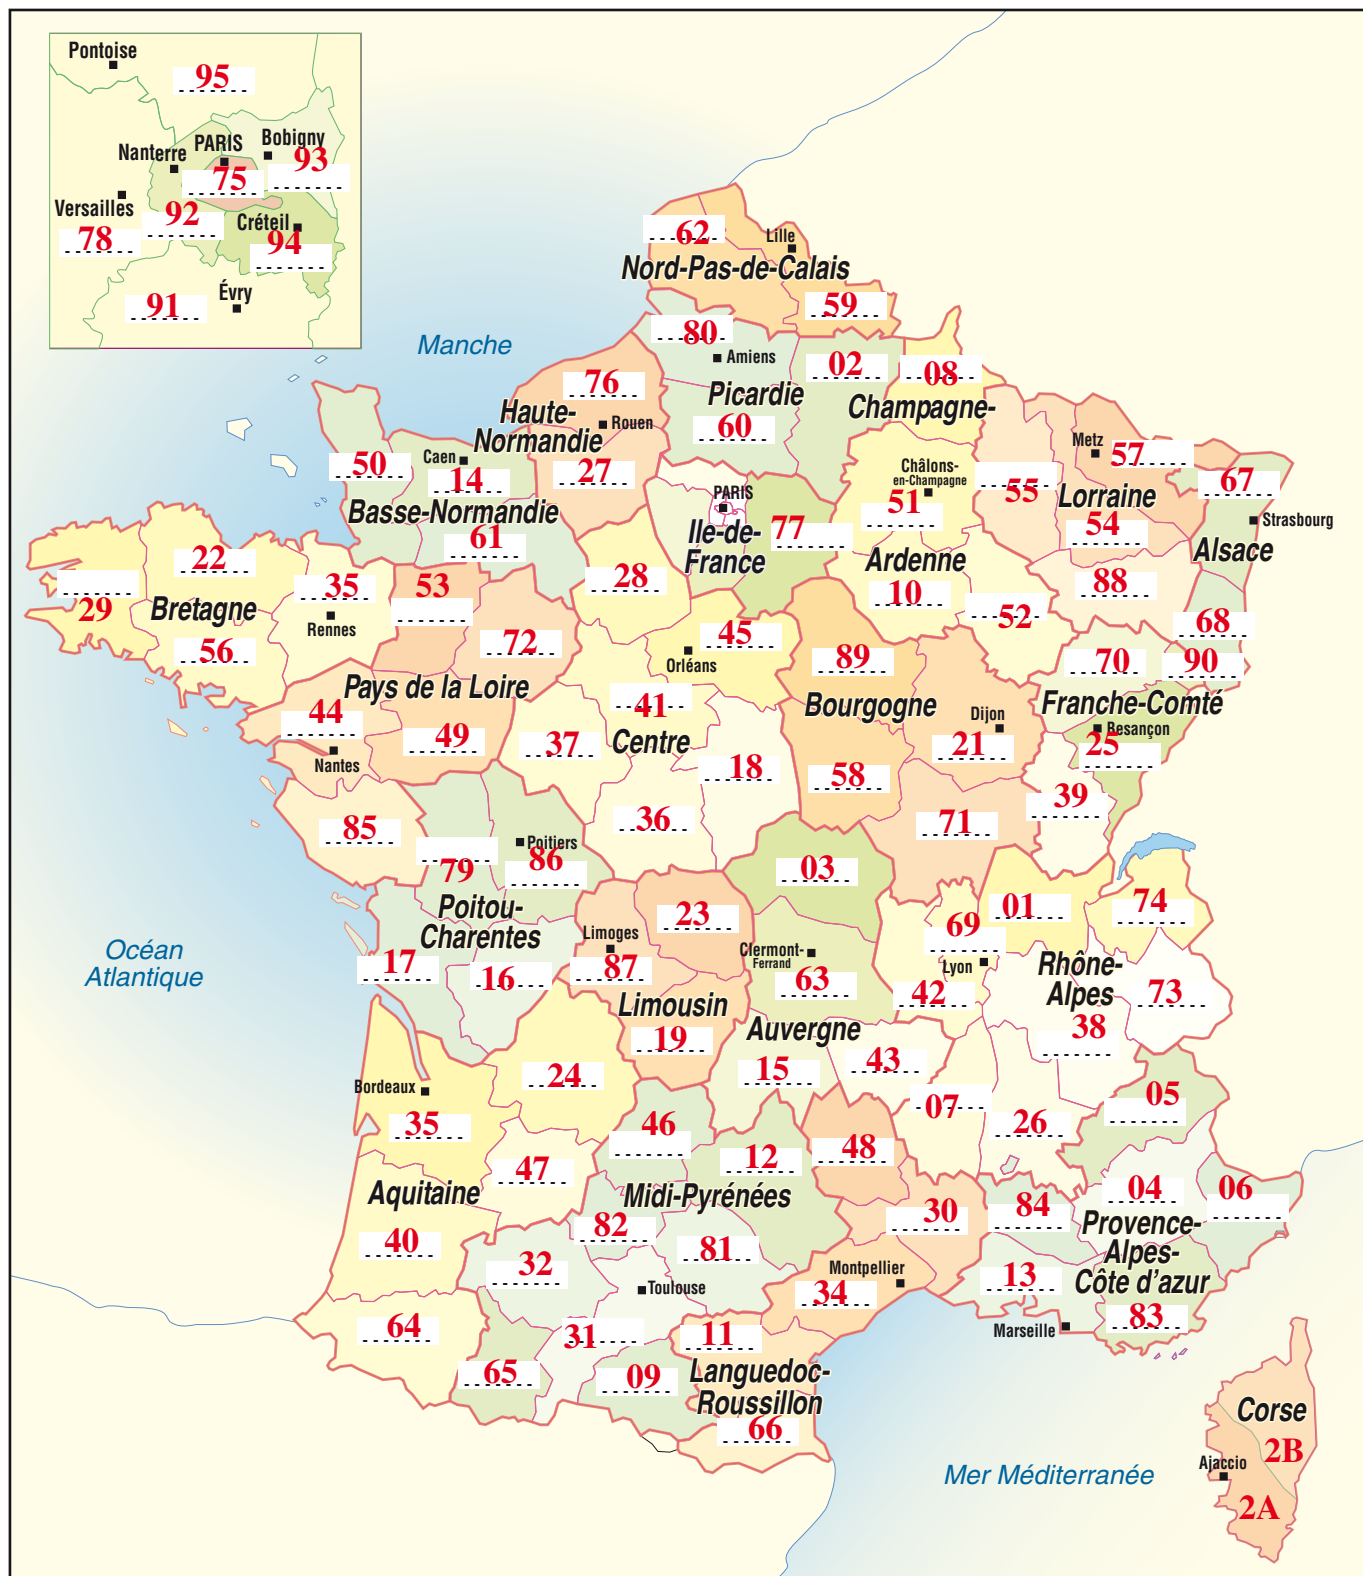 Pontoise
95
Nanterre
PARIS
Bobigny
93
75
Versailles
92
78
Créteil
94
91
Évry
Manche
62
Lille
Nord-Pas-de-Calais
59
80
Amiens
02
08
Picardie
60
76
Haute-
Normandie
Rouen
27
Champagne-
Châlons-
en-Champagne
51
Ardenne
10
52
55
Metz
57
Lorraine
54
88
67
Strasbourg
Alsace
68
50
Caen
14
Basse-Normandie
61
PARIS
Ile-de-
France
77
22
29
Bretagne
56
35
Rennes
53
72
Pays de la Loire
44
Nantes
49
85
28
45
Orléans
41
Centre
37
18
36
89
Bourgogne
Dijon
21
58
71
70
90
Franche-Comté
Besançon
25
39
79
Poitiers
86
Poitou-
Charentes
17
16
Limoges
87
23
Limousin
19
03
Clermont-
Ferrand
63
Auvergne
15
43
01
74
69
Lyon
42
Rhône-
Alpes
73
38
07
26
Océan
Atlantique
Bordeaux
35
24
47
Aquitaine
40
64
46
12
Midi-Pyrénées
82
81
32
Toulouse
31
65
09
48
30
Montpellier
34
11
Languedoc-
Roussillon
66
05
04
06
84
Provence-
Alpes-
Côte d'azur
13
83
Marseille
Mer Méditerranée
Corse
2B
Ajaccio
2A